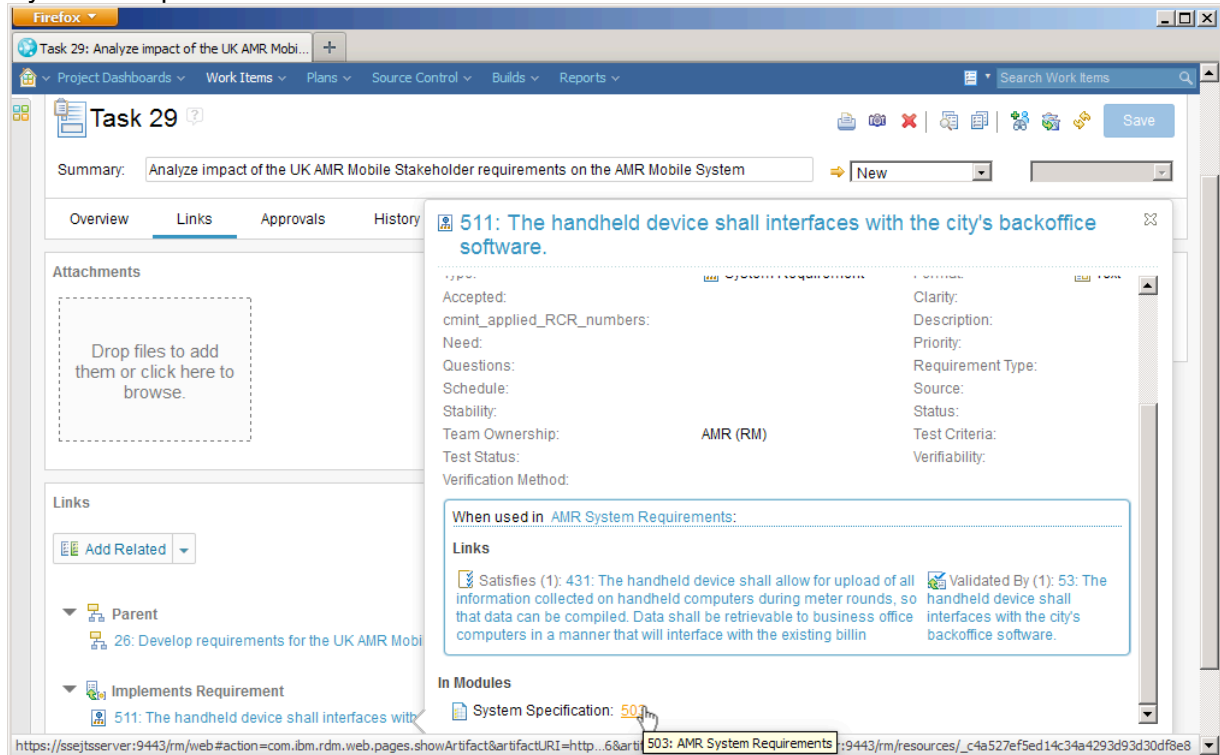 Firefox
Task 29: Analyze impact of the UK AMR Mobi...
Project Dashboards Work Items Plans Source Control Builds Reports Search Work Items
Task 29
Save
Summary: Analyze impact of the UK AMR Mobile Stakeholder requirements on the AMR Mobile System New
Overview Links Approvals History
511: The handheld device shall interfaces with the city's backoffice
software.
Attachments
Drop files to add
them or click here to
browse.
Type: System Requirement Format: Text
Accepted: Clarity:
cmint_applied_RCR_numbers: Description:
Need: Priority:
Questions: Requirement Type:
Schedule: Source:
Stability: Status:
Team Ownership: AMR (RM) Test Criteria:
Test Status: Verifiability:
Verification Method:
When used in AMR System Requirements:
Links
Satisfies (1): 431: The handheld device shall allow for upload of all
information collected on handheld computers during meter rounds, so
that data can be compiled. Data shall be retrievable to business office
computers in a manner that will interface with the existing billin
Validated By (1): 53: The
handheld device shall
interfaces with the city's
backoffice software.
In Modules
System Specification: 503
503: AMR System Requirements
Links
Add Related
Parent
26: Develop requirements for the UK AMR Mobi
Implements Requirement
511: The handheld device shall interfaces with
https://ssejtsserver:9443/rm/web#action=com.ibm.rdm.web.pages.showArtifact&artifactURI=http...6&arti
r:9443/rm/resources/_c4a527ef5ed14c34a4293d93d30df8e8